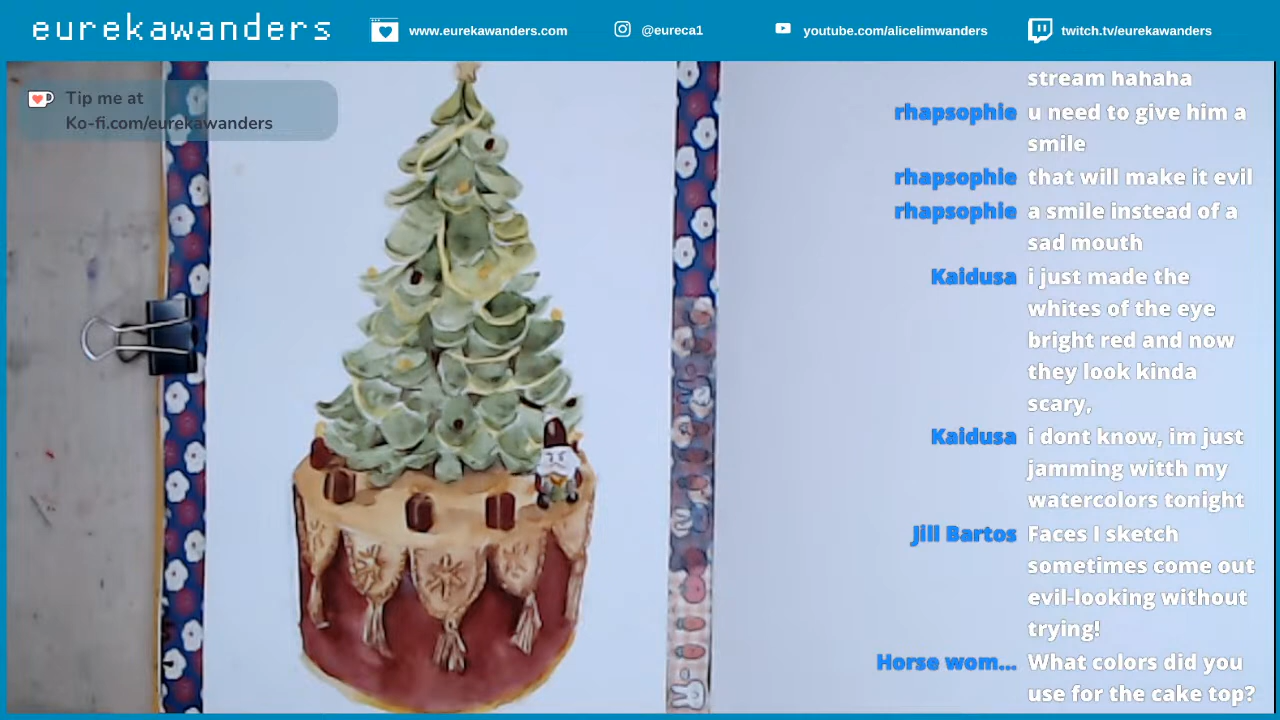 eurekawanders
www.eurekawanders.com
@eureca1
youtube.com/alicelimwanders
twitch.tv/eurekawanders
Tip me at
Ko-fi.com/eurekawanders
stream hahaha
rhapsophie u need to give him a
smile
rhapsophie that will make it evil
rhapsophie a smile instead of a
sad mouth
Kaidusa i just made the
whites of the eye
bright red and now
they look kinda
scary,
Kaidusa i dont know, im just
jamming witth my
watercolors tonight
Jill Bartos Faces I sketch
sometimes come out
evil-looking without
trying!
Horse wom... What colors did you
use for the cake top?